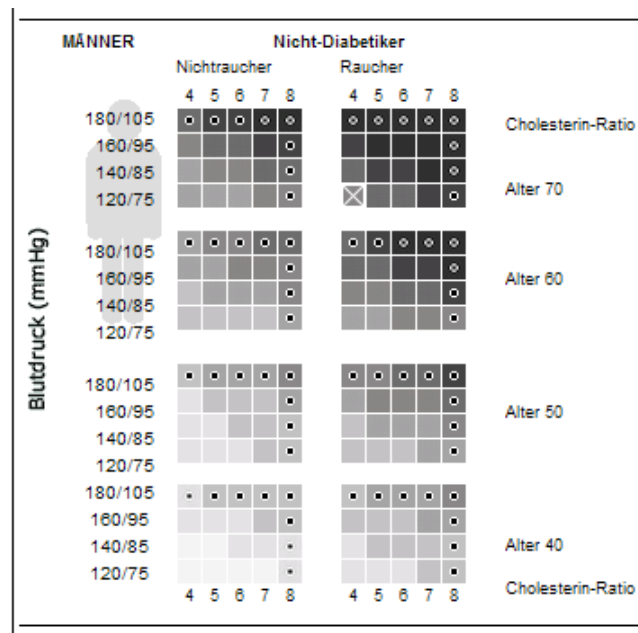 MÄNNER Nicht-Diabetiker
Nichtraucher Raucher
4 5 6 7 8 4 5 6 7 8
180/105 Cholesterin-Ratio
160/95
140/85
120/75 Alter 70
180/105
160/95 Alter 60
140/85
120/75
Blutdruck (mmHg)
180/105
160/95 Alter 50
140/85
120/75
180/105
160/95
140/85 Alter 40
120/75
4 5 6 7 8 4 5 6 7 8 Cholesterin-Ratio